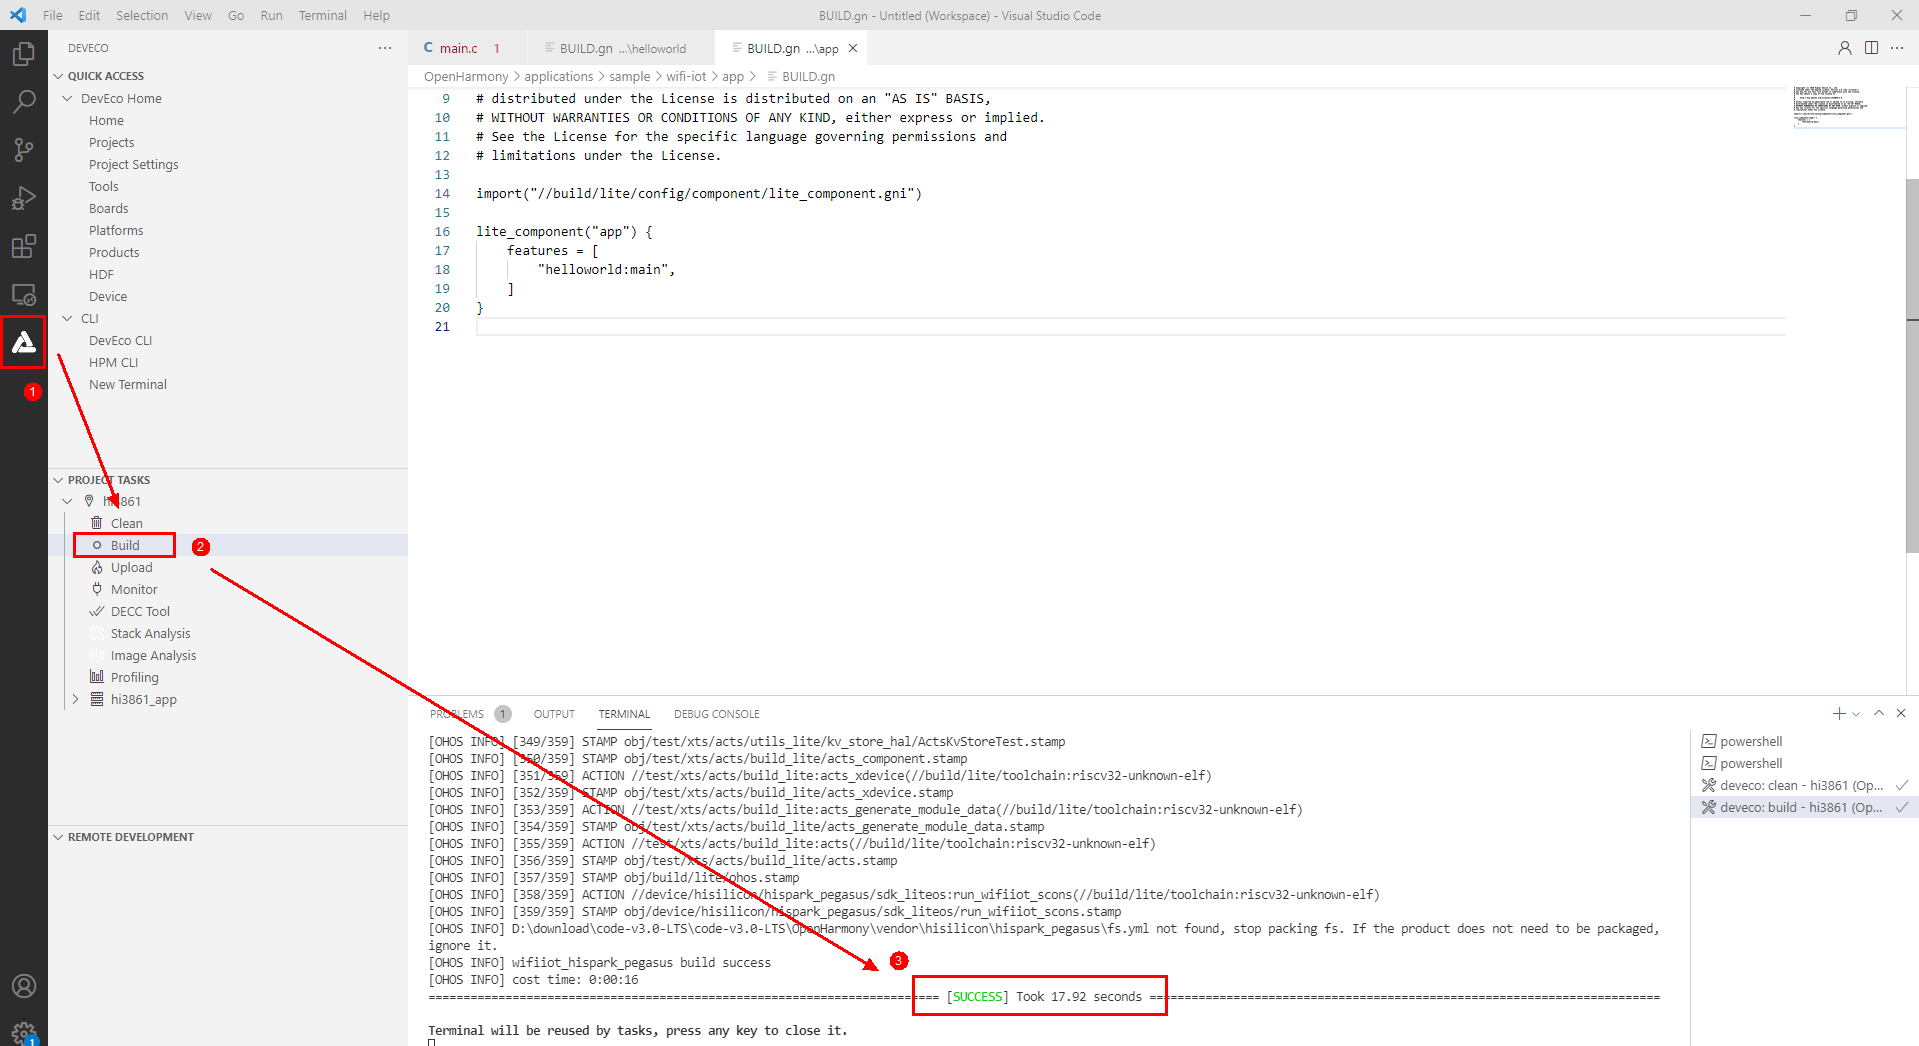 File Edit Selection View Go Run Terminal Help
BUILD.gn - Untitled (Workspace) - Visual Studio Code
DEVECO
QUICK ACCESS
DevEco Home
Home
Projects
Project Settings
Tools
Boards
Platforms
Products
HDF
Device
CLI
DevEco CLI
HPM CLI
New Terminal
1
PROJECT TASKS
hi3861
Clean
Build
2
Upload
Monitor
DECC Tool
Stack Analysis
Image Analysis
Profiling
hi3861_app
REMOTE DEVELOPMENT
1
C main.c 1
BUILD.gn ...\helloworld
BUILD.gn ...\app
OpenHarmony > applications > sample > wifi-iot > app > BUILD.gn
9 # distributed under the License is distributed on an "AS IS" BASIS,
10 # WITHOUT WARRANTIES OR CONDITIONS OF ANY KIND, either express or implied.
11 # See the License for the specific language governing permissions and
12 # limitations under the License.
13
14 import("//build/lite/config/component/lite_component.gni")
15
16 lite_component("app") {
17 features = [
18 "helloworld:main",
19 ]
20 }
21
PROBLEMS 1 OUTPUT TERMINAL DEBUG CONSOLE
[OHOS INFO] [349/359] STAMP obj/test/xts/acts/utils_lite/kv_store_hal/ActsKvStoreTest.stamp
[OHOS INFO] [350/359] STAMP obj/test/xts/acts/build_lite/acts_component.stamp
[OHOS INFO] [351/359] ACTION //test/xts/acts/build_lite:acts_xdevice(//build/lite/toolchain:riscv32-unknown-elf)
[OHOS INFO] [352/359] STAMP obj/test/xts/acts/build_lite/acts_xdevice.stamp
[OHOS INFO] [353/359] ACTION //test/xts/acts/build_lite:acts_generate_module_data(//build/lite/toolchain:riscv32-unknown-elf)
[OHOS INFO] [354/359] STAMP obj/test/xts/acts/build_lite/acts_generate_module_data.stamp
[OHOS INFO] [355/359] ACTION //test/xts/acts/build_lite:acts(//build/lite/toolchain:riscv32-unknown-elf)
[OHOS INFO] [356/359] STAMP obj/test/xts/acts/build_lite/acts.stamp
[OHOS INFO] [357/359] STAMP obj/build/lite/ohos.stamp
[OHOS INFO] [358/359] ACTION //device/hisilicon/hispark_pegasus/sdk_liteos:run_wifiiot_scons(//build/lite/toolchain:riscv32-unknown-elf)
[OHOS INFO] [359/359] STAMP obj/device/hisilicon/hispark_pegasus/sdk_liteos/run_wifiiot_scons.stamp
[OHOS INFO] D:\download\code-v3.0-LTS\code-v3.0-LTS\OpenHarmony\vendor\hisilicon\hispark_pegasus\fs.yml not found, stop packing fs. If the product does not need to be packaged,
ignore it.
[OHOS INFO] wifiiot_hispark_pegasus build success
3
[OHOS INFO] cost time: 0:00:16
[SUCCESS] Took 17.92 seconds
Terminal will be reused by tasks, press any key to close it.
powershell
powershell
deveco: clean - hi3861 (Op...
deveco: build - hi3861 (Op...